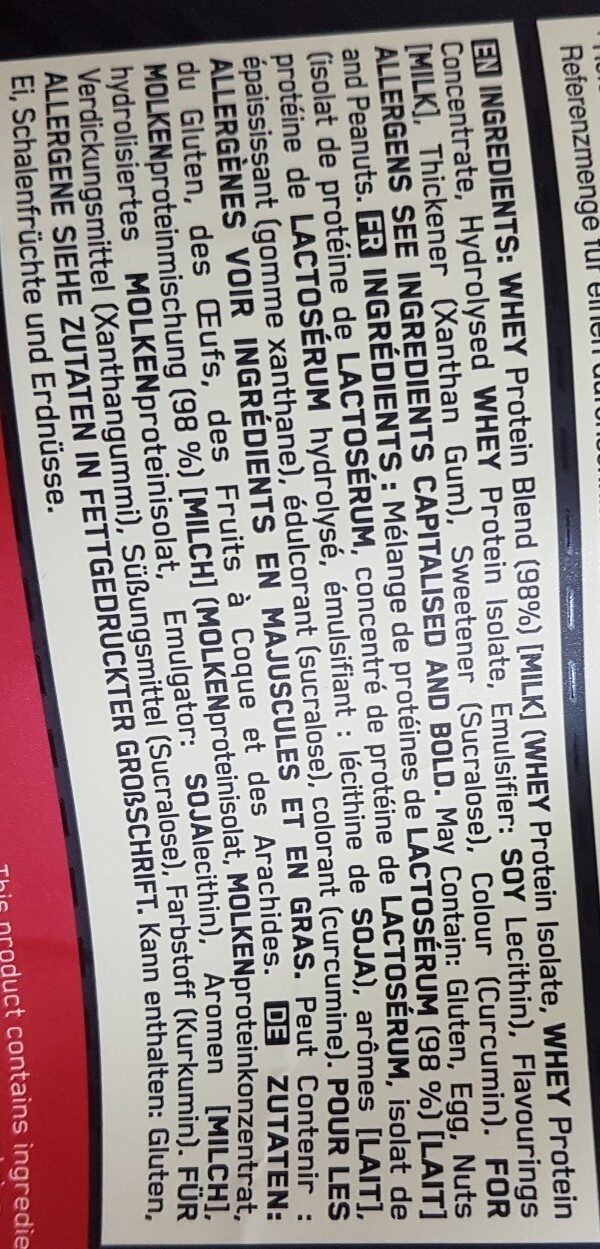 Referenzmenge für einen
EN INGREDIENTS: WHEY Protein Blend (98%) [MILK] (WHEY Protein Isolate, WHEY Protein
Concentrate, Hydrolysed WHEY Protein Isolate, Emulsifier: SOY Lecithin), Flavourings
[MILK], Thickener (Xanthan Gum), Sweetener (Sucralose), Colour (Curcumin). FOR
ALLERGENS SEE INGREDIENTS CAPITALISED AND BOLD. May Contain: Gluten, Egg, Nuts
and Peanuts. FR INGRÉDIENTS : Mélange de protéines de LACTOSÉRUM (98 %) [LAIT]
(isolat de protéine de LACTOSÉRUM, concentré de protéine de LACTOSÉRUM, isolat de
protéine de LACTOSÉRUM hydrolysé, émulsifiant : lécithine de SOJA), arômes [LAIT],
épaississant (gomme xanthane), édulcorant (sucralose), colorant (curcumine). POUR LES
ALLERGÈNES VOIR INGRÉDIENTS EN MAJUSCULES ET EN GRAS. Peut Contenir :
du Gluten, des Œufs, des Fruits à Coque et des Arachides. DE ZUTATEN:
MOLKENproteinmischung (98 %) [MILCH] (MOLKENproteinisolat, MOLKENproteinkonzentrat,
hydrolisiertes MOLKENproteinisolat, Emulgator: SOJAlecithin), Aromen [MILCH],
Verdickungsmittel (Xanthangummi), Süßungsmittel (Sucralose), Farbstoff (Kurkumin). FÜR
ALLERGENE SIEHE ZUTATEN IN FETTGEDRUCKTER GROßSCHRIFT. Kann enthalten: Gluten,
Ei, Schalenfrüchte und Erdnüsse.
This product contains ingredie